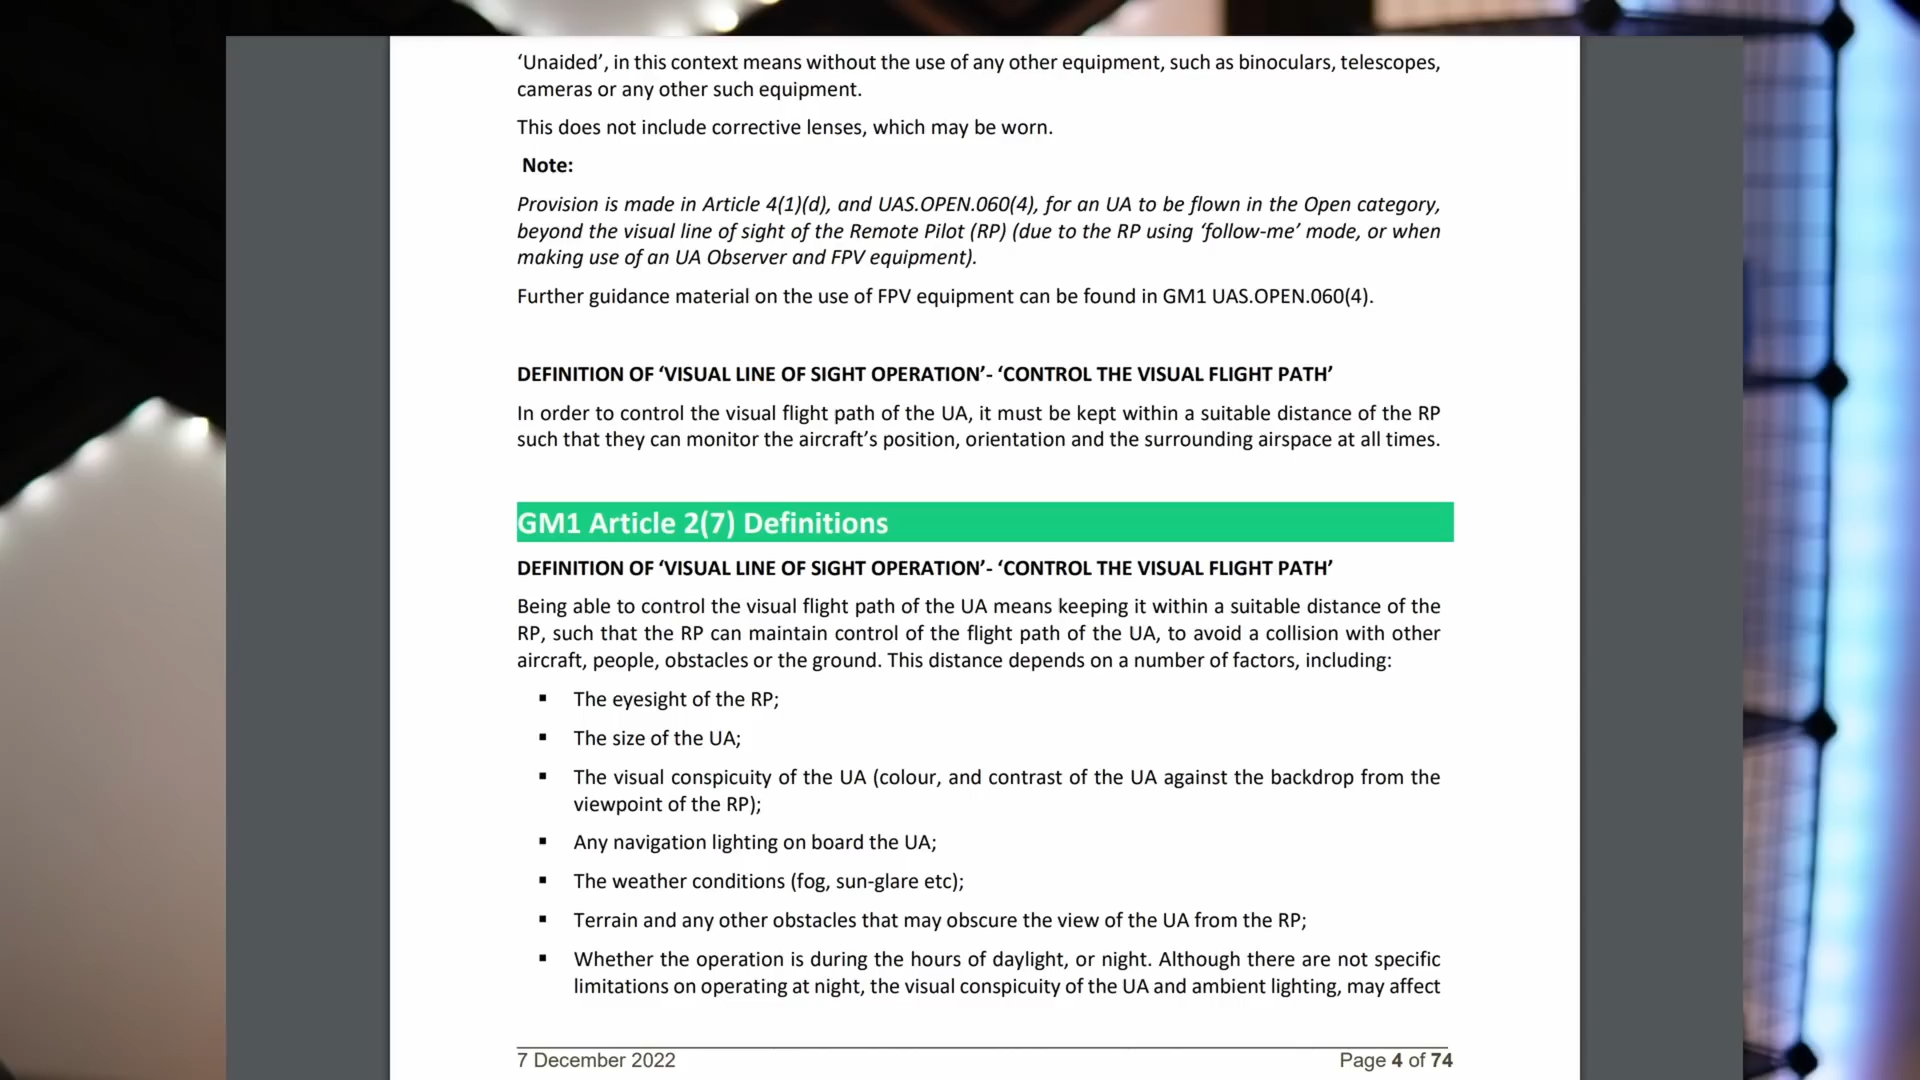 ‘Unaided’, in this context means without the use of any other equipment, such as binoculars, telescopes,
cameras or any other such equipment.
This does not include corrective lenses, which may be worn.
Note:
Provision is made in Article 4(1)(d), and UAS.OPEN.060(4), for an UA to be flown in the Open category,
beyond the visual line of sight of the Remote Pilot (RP) (due to the RP using ‘follow-me’ mode, or when
making use of an UA Observer and FPV equipment).
Further guidance material on the use of FPV equipment can be found in GM1 UAS.OPEN.060(4).
DEFINITION OF ‘VISUAL LINE OF SIGHT OPERATION’- ‘CONTROL THE VISUAL FLIGHT PATH’
In order to control the visual flight path of the UA, it must be kept within a suitable distance of the RP
such that they can monitor the aircraft’s position, orientation and the surrounding airspace at all times.
GM1 Article 2(7) Definitions
DEFINITION OF ‘VISUAL LINE OF SIGHT OPERATION’- ‘CONTROL THE VISUAL FLIGHT PATH’
Being able to control the visual flight path of the UA means keeping it within a suitable distance of the
RP, such that the RP can maintain control of the flight path of the UA, to avoid a collision with other
aircraft, people, obstacles or the ground. This distance depends on a number of factors, including:
▪ The eyesight of the RP;
▪ The size of the UA;
▪ The visual conspicuity of the UA (colour, and contrast of the UA against the backdrop from the
viewpoint of the RP);
▪ Any navigation lighting on board the UA;
▪ The weather conditions (fog, sun-glare etc);
▪ Terrain and any other obstacles that may obscure the view of the UA from the RP;
▪ Whether the operation is during the hours of daylight, or night. Although there are not specific
limitations on operating at night, the visual conspicuity of the UA and ambient lighting, may affect
7 December 2022
Page 4 of 74